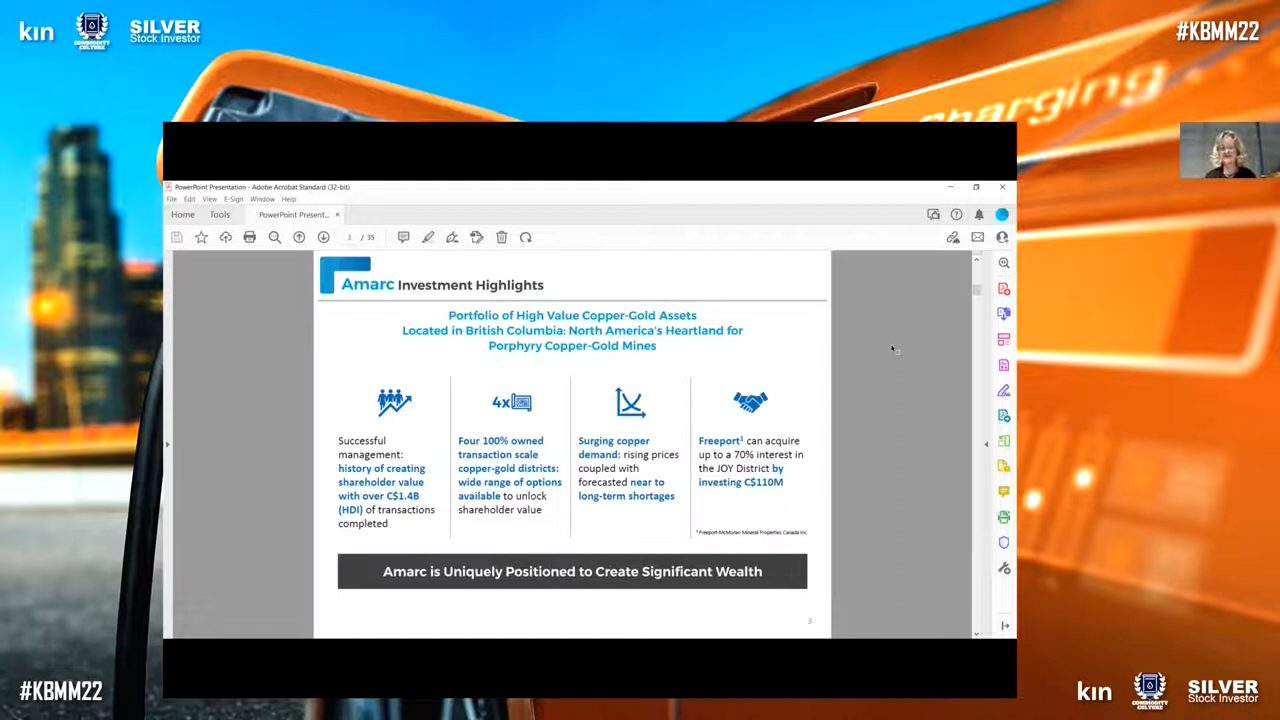 kin
COMMODITY CULTURE
SILVER
Stock Investor
#KBMM22
Charging
PowerPoint Presentation - Adobe Acrobat Standard (32-bit)
File Edit View E-Sign Window Help
Home Tools PowerPoint Present... ×
3 / 35
Amarc Investment Highlights
Portfolio of High Value Copper-Gold Assets
Located in British Columbia: North America's Heartland for
Porphyry Copper-Gold Mines
4x
Successful
management:
history of creating
shareholder value
with over C$1.4B
(HDI) of transactions
completed
Four 100% owned
transaction scale
copper-gold districts:
wide range of options
available to unlock
shareholder value
Surging copper
demand: rising prices
coupled with
forecasted near to
long-term shortages
Freeport¹ can acquire
up to a 70% interest in
the JOY District by
investing C$110M
¹ Freeport-McMoran Mineral Properties Canada Inc.
Amarc is Uniquely Positioned to Create Significant Wealth
3
#KBMM22
kin
COMMODITY CULTURE
SILVER
Stock Investor